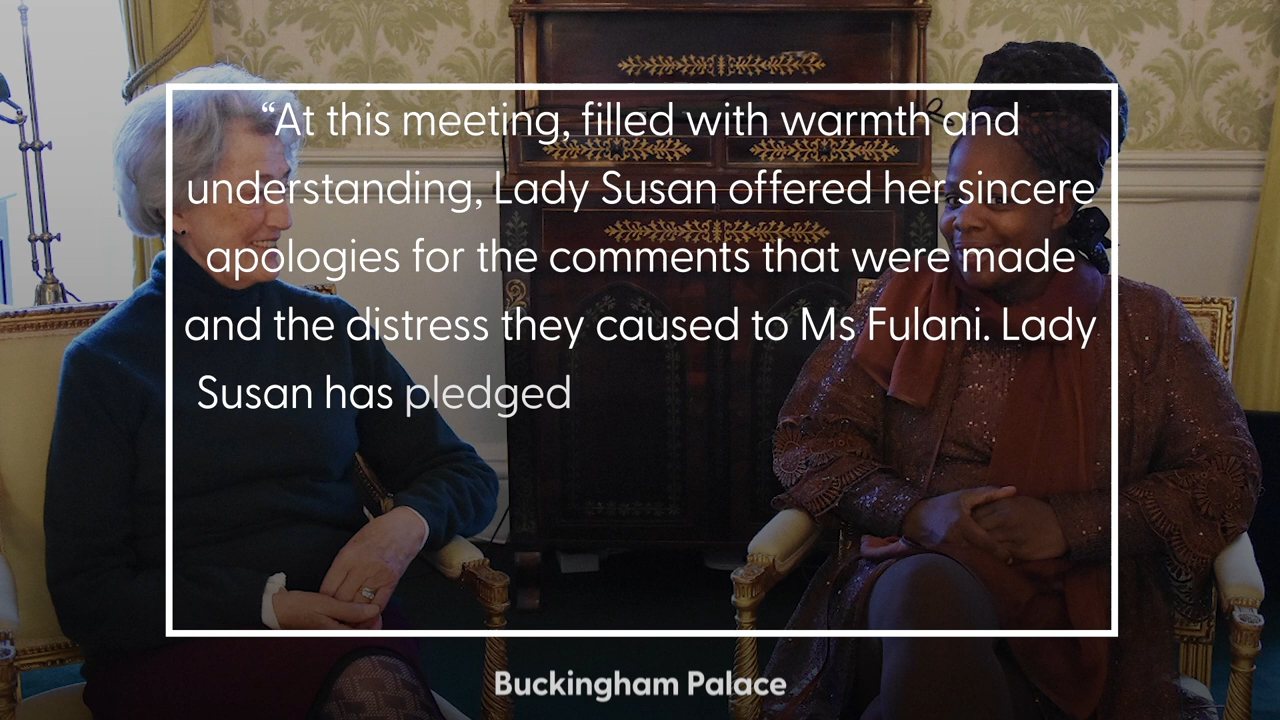 “At this meeting, filled with warmth and
understanding, Lady Susan offered her sincere
apologies for the comments that were made
and the distress they caused to Ms Fulani. Lady
Susan has pledged
Buckingham Palace